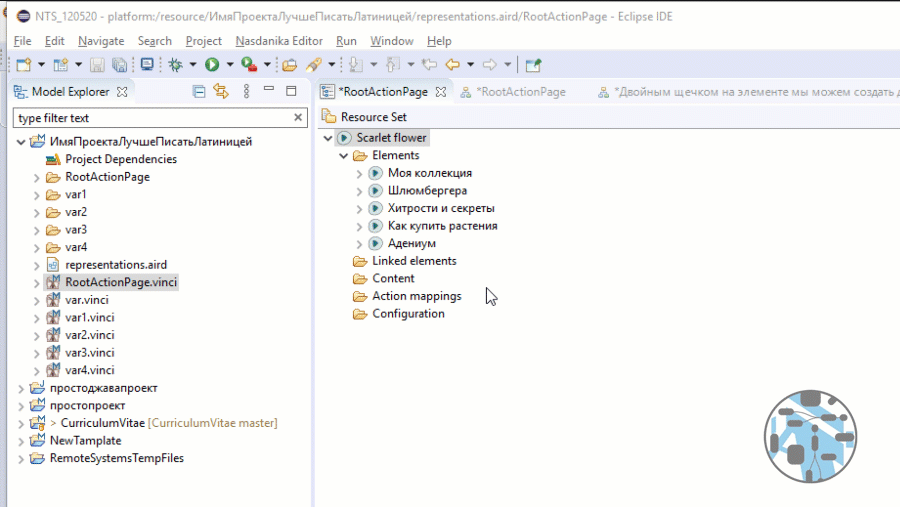 NTS_120520 - platform:/resource/ИмяПроектаЛучшеПисатьЛатиницей/representations.aird/RootActionPage - Eclipse IDE
File Edit Navigate Search Project Nasdanika Editor Run Window Help
Model Explorer
type filter text
ИмяПроектаЛучшеПисатьЛатиницей
Project Dependencies
RootActionPage
var1
var2
var3
var4
representations.aird
RootActionPage.vinci
var.vinci
var1.vinci
var2.vinci
var3.vinci
var4.vinci
простоджавапроект
простопроект
> CurriculumVitae [CurriculumVitae master]
NewTamplate
RemoteSystemsTempFiles
*RootActionPage *RootActionPage *Двойным щечком на элементе мы можем создать д
Resource Set
Scarlet flower
Elements
Моя коллекция
Шлюмбергера
Хитрости и секреты
Как купить растения
Адениум
Linked elements
Content
Action mappings
Configuration